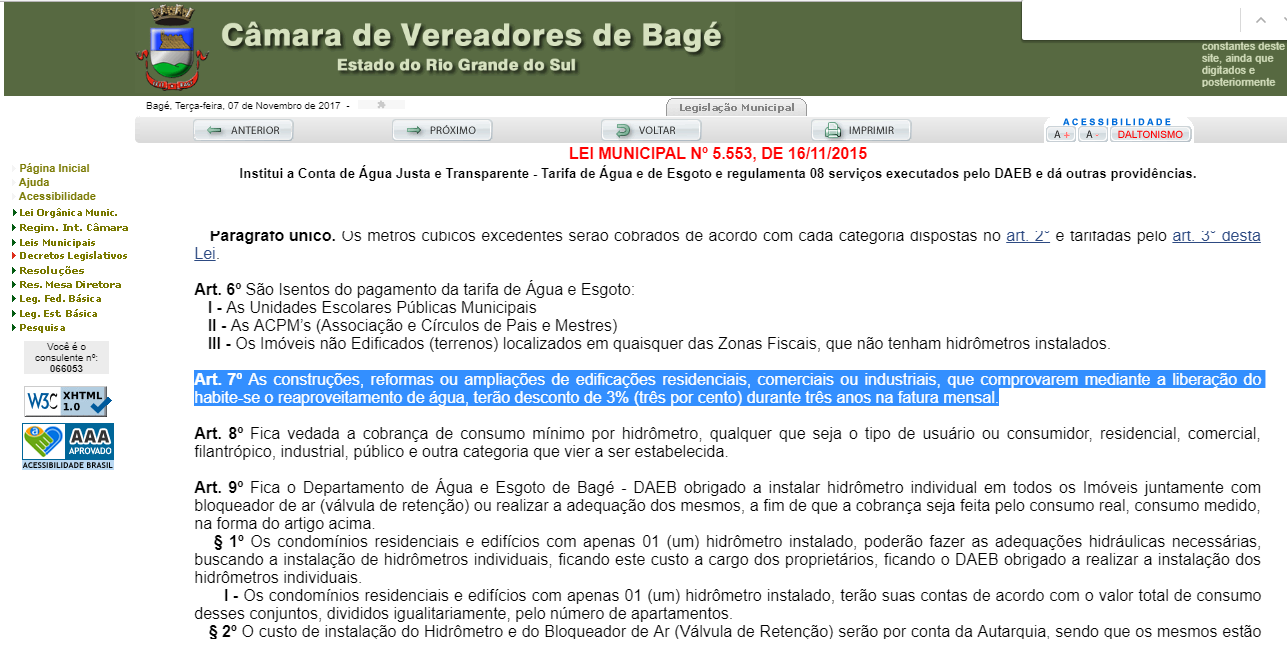 Câmara de Vereadores de Bagé
Estado do Rio Grande do Sul
constantes deste
site, ainda que
digitados e
posteriormente
Bagé, Terça-feira, 07 de Novembro de 2017 -
Legislação Municipal
ANTERIOR
PRÓXIMO
VOLTAR
IMPRIMIR
ACESSIBILIDADE
A + A - DALTONISMO
Página Inicial
Ajuda
Acessibilidade
Lei Orgânica Munic.
Regim. Int. Câmara
Leis Municipais
Decretos Legislativos
Resoluções
Res. Mesa Diretora
Leg. Fed. Básica
Leg. Est. Básica
Pesquisa
Você é o
consulente nº:
066053
W3C XHTML
1.0
AAA
APROVADO
ACESSIBILIDADE BRASIL
LEI MUNICIPAL Nº 5.553, DE 16/11/2015
Institui a Conta de Água Justa e Transparente - Tarifa de Água e de Esgoto e regulamenta 08 serviços executados pelo DAEB e dá outras providências.
Parágrafo único. Os metros cúbicos excedentes serão cobrados de acordo com cada categoria dispostas no art. 2° e tarifadas pelo art. 3° desta
Lei.
Art. 6º São Isentos do pagamento da tarifa de Água e Esgoto:
I - As Unidades Escolares Públicas Municipais
II - As ACPM's (Associação e Círculos de Pais e Mestres)
III - Os Imóveis não Edificados (terrenos) localizados em quaisquer das Zonas Fiscais, que não tenham hidrômetros instalados.
Art. 7º As construções, reformas ou ampliações de edificações residenciais, comerciais ou industriais, que comprovarem mediante a liberação do
habite-se o reaproveitamento de água, terão desconto de 3% (três por cento) durante três anos na fatura mensal.
Art. 8º Fica vedada a cobrança de consumo mínimo por hidrômetro, qualquer que seja o tipo de usuário ou consumidor, residencial, comercial,
filantrópico, industrial, público e outra categoria que vier a ser estabelecida.
Art. 9º Fica o Departamento de Água e Esgoto de Bagé - DAEB obrigado a instalar hidrômetro individual em todos os Imóveis juntamente com
bloqueador de ar (válvula de retenção) ou realizar a adequação dos mesmos, a fim de que a cobrança seja feita pelo consumo real, consumo medido,
na forma do artigo acima.
§ 1º Os condomínios residenciais e edifícios com apenas 01 (um) hidrômetro instalado, poderão fazer as adequações hidráulicas necessárias,
buscando a instalação de hidrômetros individuais, ficando este custo a cargo dos proprietários, ficando o DAEB obrigado a realizar a instalação dos
hidrômetros individuais.
I - Os condomínios residenciais e edifícios com apenas 01 (um) hidrômetro instalado, terão suas contas de acordo com o valor total de consumo
desses conjuntos, divididos igualitariamente, pelo número de apartamentos.
§ 2º O custo de instalação do Hidrômetro e do Bloqueador de Ar (Válvula de Retenção) serão por conta da Autarquia, sendo que os mesmos estão